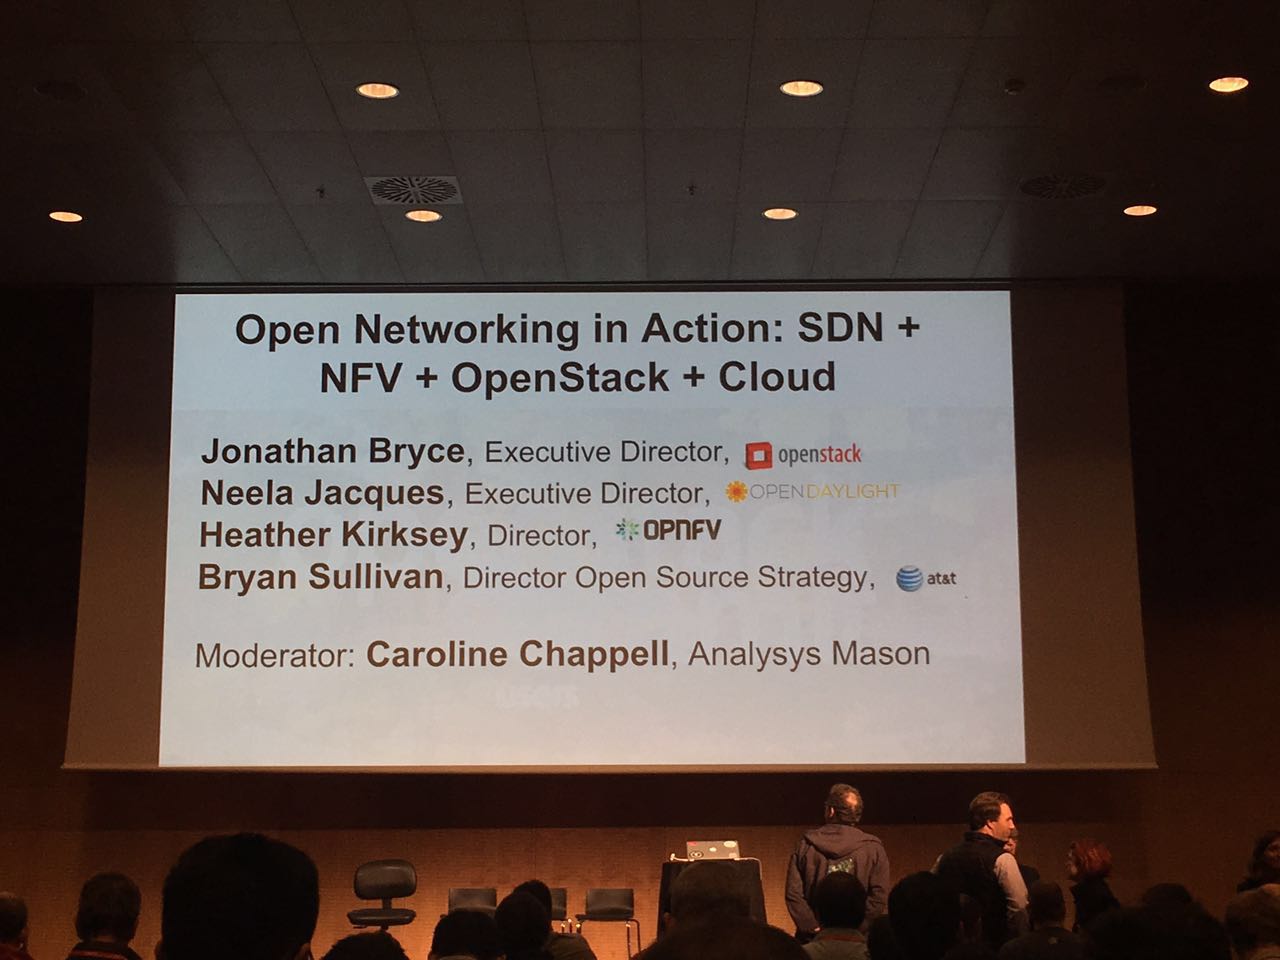 Open Networking in Action: SDN +
NFV + OpenStack + Cloud
Jonathan Bryce, Executive Director, openstack
Neela Jacques, Executive Director, OPENDAYLIGHT
Heather Kirksey, Director, OPNFV
Bryan Sullivan, Director Open Source Strategy, at&t
Moderator: Caroline Chappell, Analysys Mason